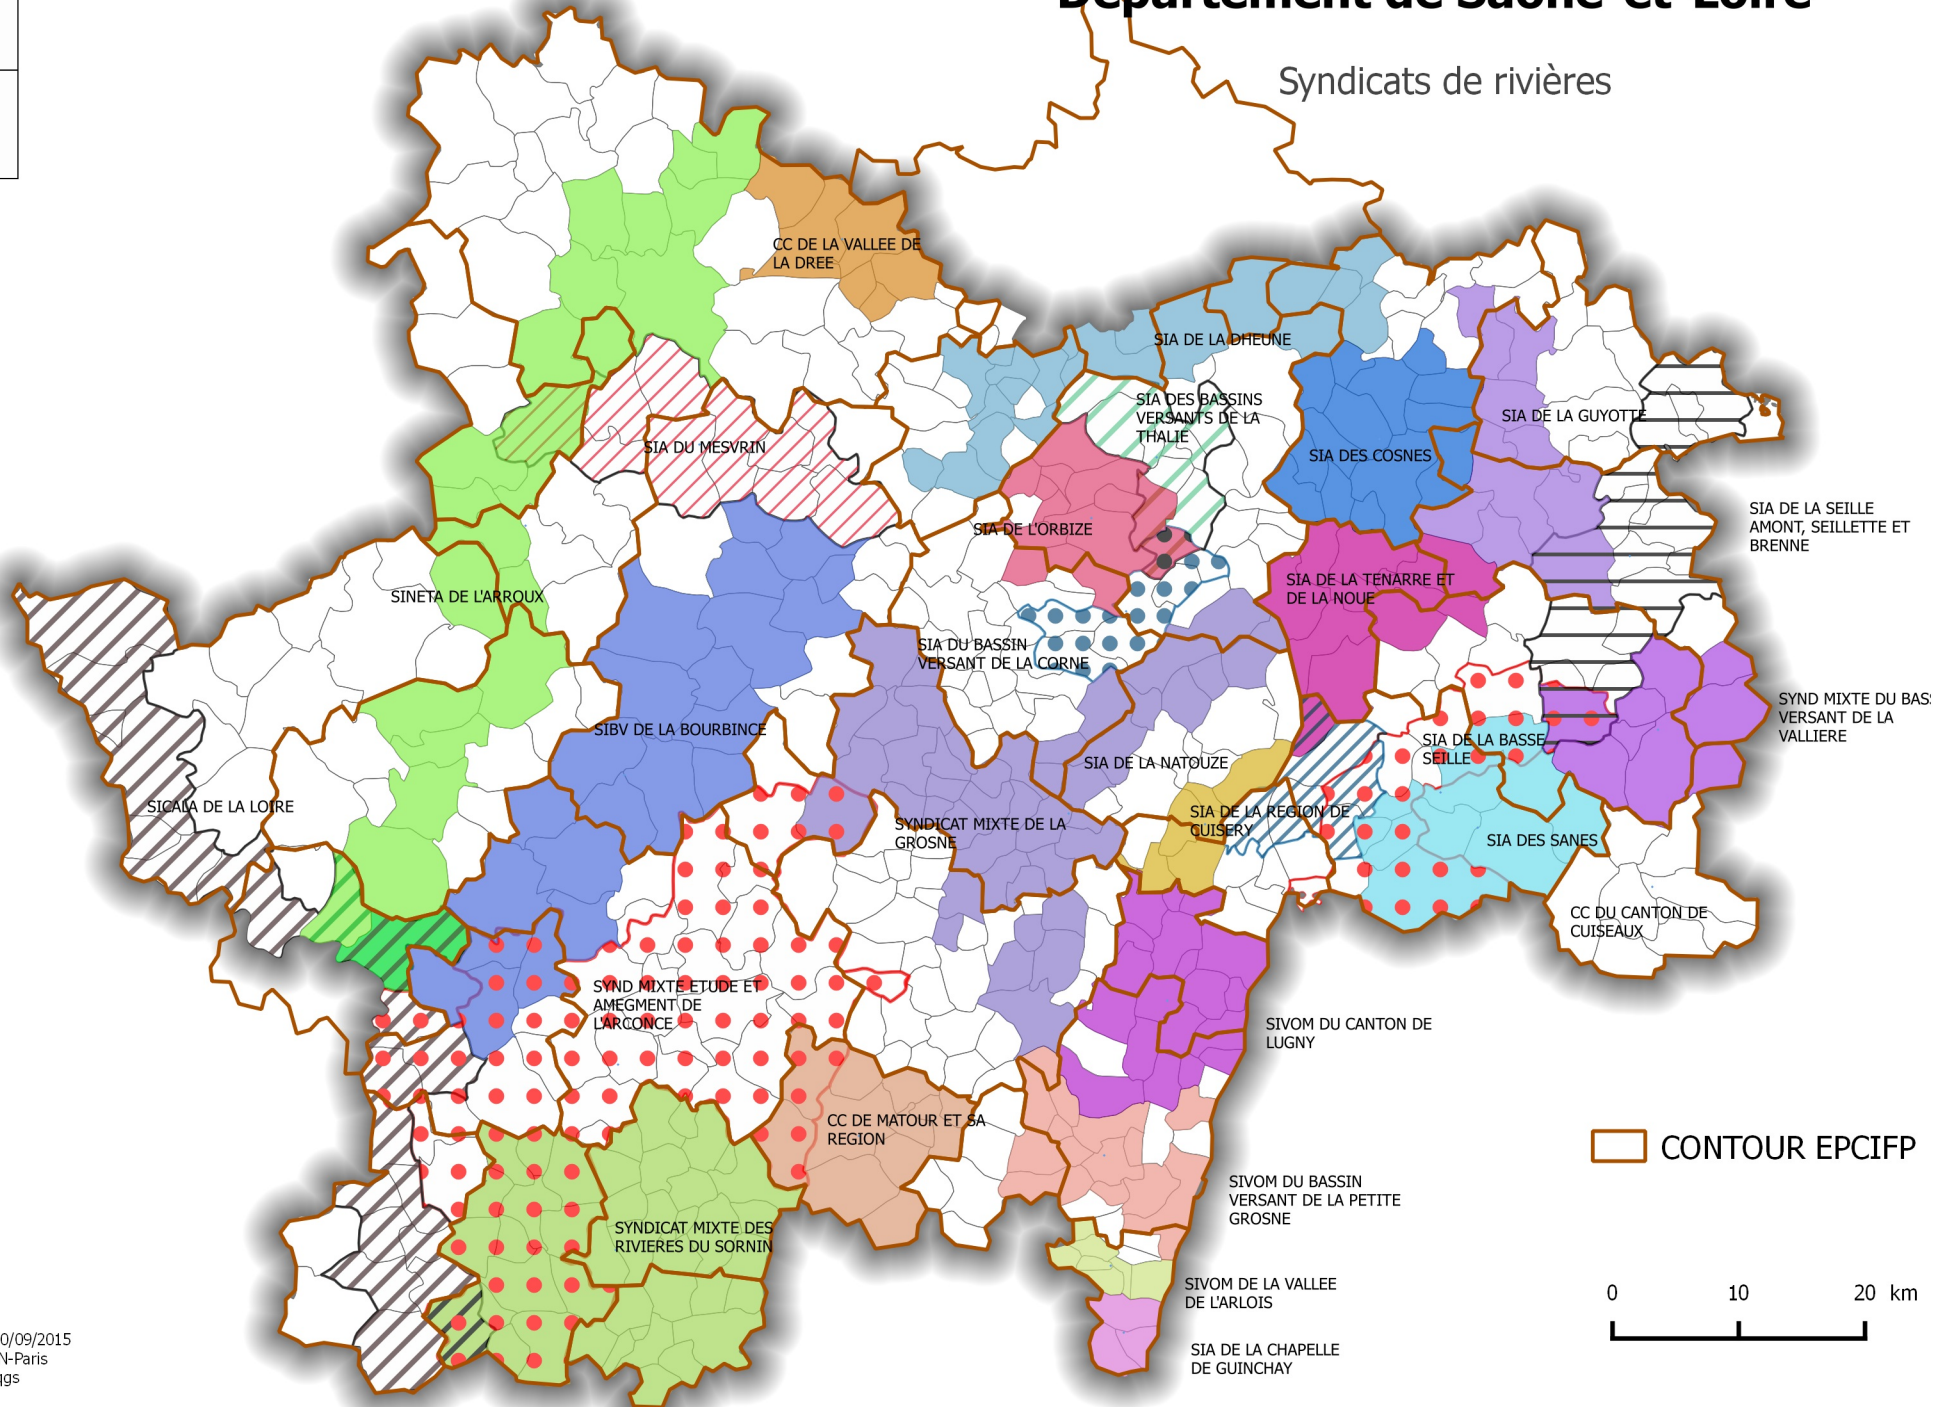 Département de Saône-et-Loire
Syndicats de rivières
CC DE LA VALLEE DE
LA DREE
SIA DE LA DHEUNE
SIA DES BASSINS
VERSANTS DE LA
THALIE
SIA DE LA GUYOTTE
SIA DU MESVRIN
SIA DES COSNES
SIA DE LA SEILLE
AMONT, SEILLETTE ET
BRENNE
SIA DE L'ORBIZE
SINETA DE L'ARROUX
SIA DE LA TENARRE ET
DE LA NOUE
SIA DU BASSIN
VERSANT DE LA CORNE
SYND MIXTE DU BAS
VERSANT DE LA
VALLIERE
SIBV DE LA BOURBINCE
SIA DE LA BASSE
SEILLE
SIA DE LA NATOUZE
SICALA DE LA LOIRE
SIA DE LA REGION DE
CUISERY
SYNDICAT MIXTE DE LA
GROSNE
SIA DES SANES
CC DU CANTON DE
CUISEAUX
SYND MIXTE ETUDE ET
AMEGMENT DE
L'ARCONCE
SIVOM DU CANTON DE
LUGNY
CC DE MATOUR ET SA
REGION
CONTOUR EPCIFP
SIVOM DU BASSIN
VERSANT DE LA PETITE
GROSNE
SYNDICAT MIXTE DES
RIVIERES DU SORNIN
SIVOM DE LA VALLEE
DE L'ARLOIS
0 10 20 km
SIA DE LA CHAPELLE
DE GUINCHAY
0/09/2015
N-Paris
qgs